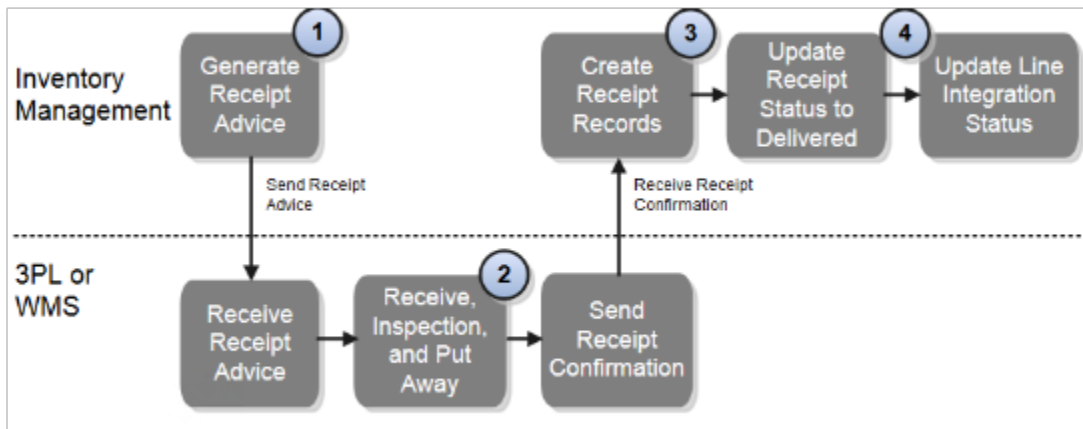 Inventory
Management
1
Generate
Receipt
Advice
3
Create
Receipt
Records
Update
Receipt
Status to
Delivered
4
Update Line
Integration
Status
Send Receipt
Advice
Receive Receipt
Confirmation
3PL or
WMS
Receive
Receipt
Advice
2
Receive,
Inspection,
and Put
Away
Send
Receipt
Confirmation